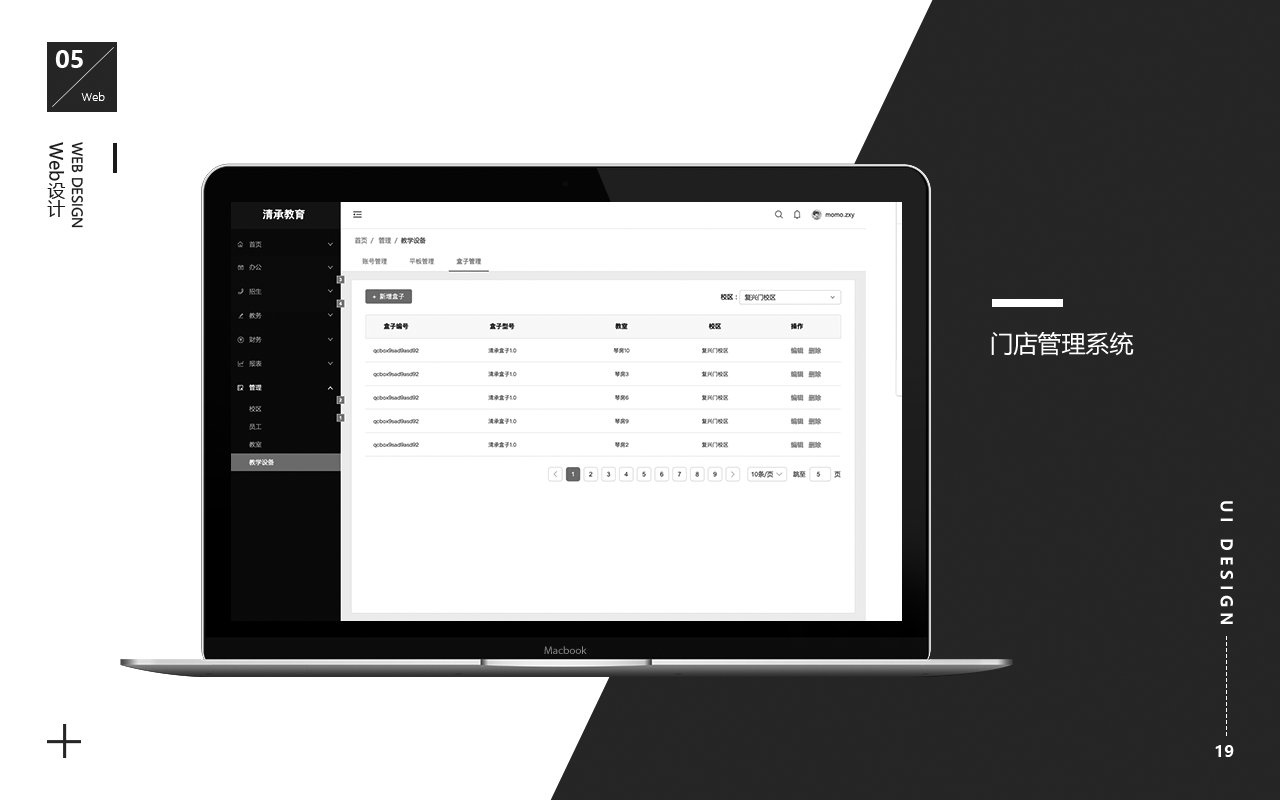 05
Web
WEB DESIGN
Web设计
清承教育
momo.zxy
首页
办公
招生
教务
财务
报表
管理
校区
员工
教室
教学设备
首页 / 管理 / 教学设备
账号管理 平板管理 盒子管理
+ 新增盒子
校区： 复兴门校区
盒子编号 盒子型号 教室 校区 操作
qcbox9sad9asd92 清承盒子1.0 琴房10 复兴门校区 编辑 删除
qcbox9sad9asd92 清承盒子1.0 琴房3 复兴门校区 编辑 删除
qcbox9sad9asd92 清承盒子1.0 琴房6 复兴门校区 编辑 删除
qcbox9sad9asd92 清承盒子1.0 琴房9 复兴门校区 编辑 删除
qcbox9sad9asd92 清承盒子1.0 琴房2 复兴门校区 编辑 删除
< 1 2 3 4 5 6 7 8 9 > 10条/页 跳至 5 页
Macbook
门店管理系统
UI DESIGN
19